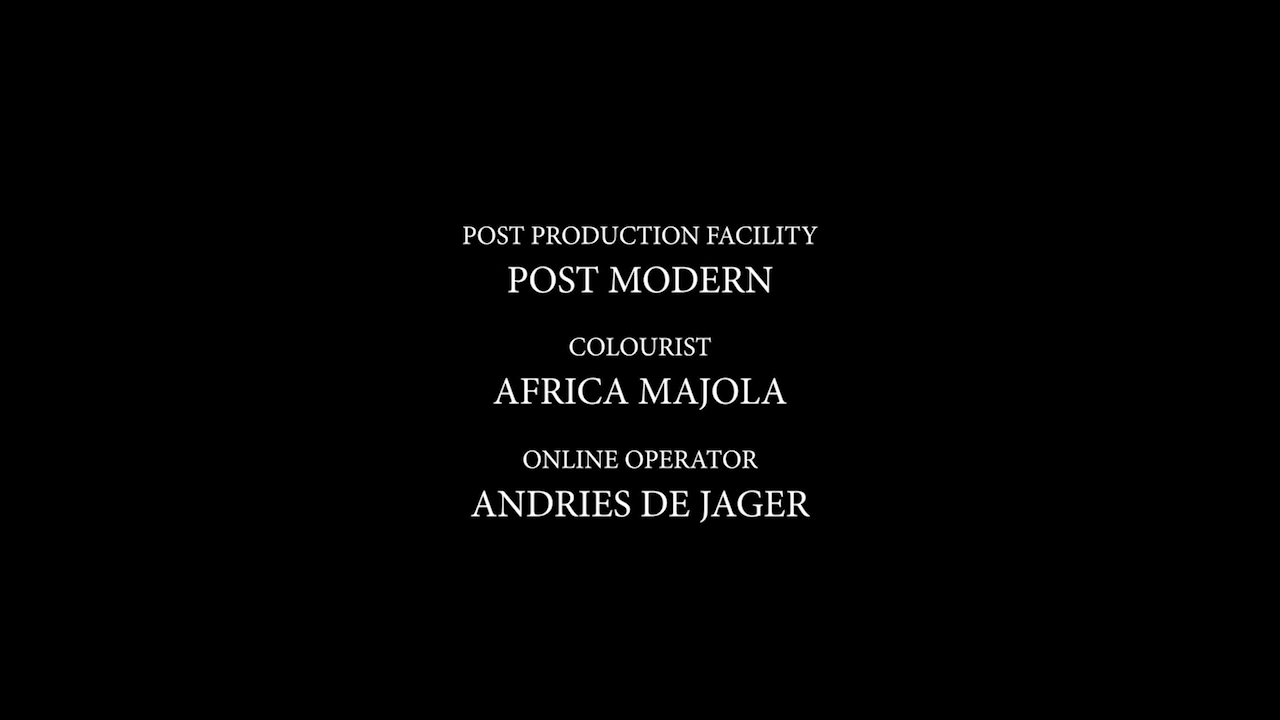 POST PRODUCTION FACILITY
POST MODERN
COLOURIST
AFRICA MAJOLA
ONLINE OPERATOR
ANDRIES DE JAGER